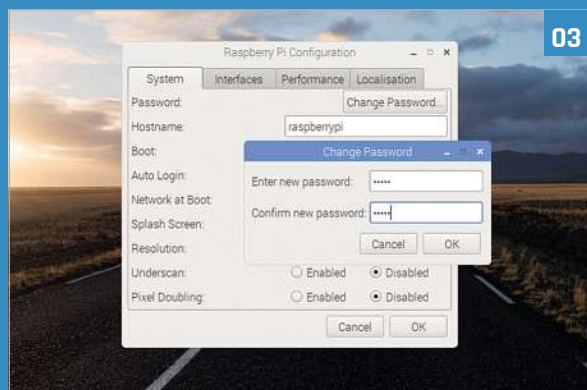 03
Raspberry Pi Configuration
System Interfaces Performance Localisation
Password: Change Password...
Hostname: raspberrypi
Boot:
Change Password
Auto Login:
Enter new password: •••••
Network at Boot:
Confirm new password: •••••
Splash Screen:
Resolution:
Cancel OK
Underscan: Enabled Disabled
Pixel Doubling: Enabled Disabled
Cancel OK